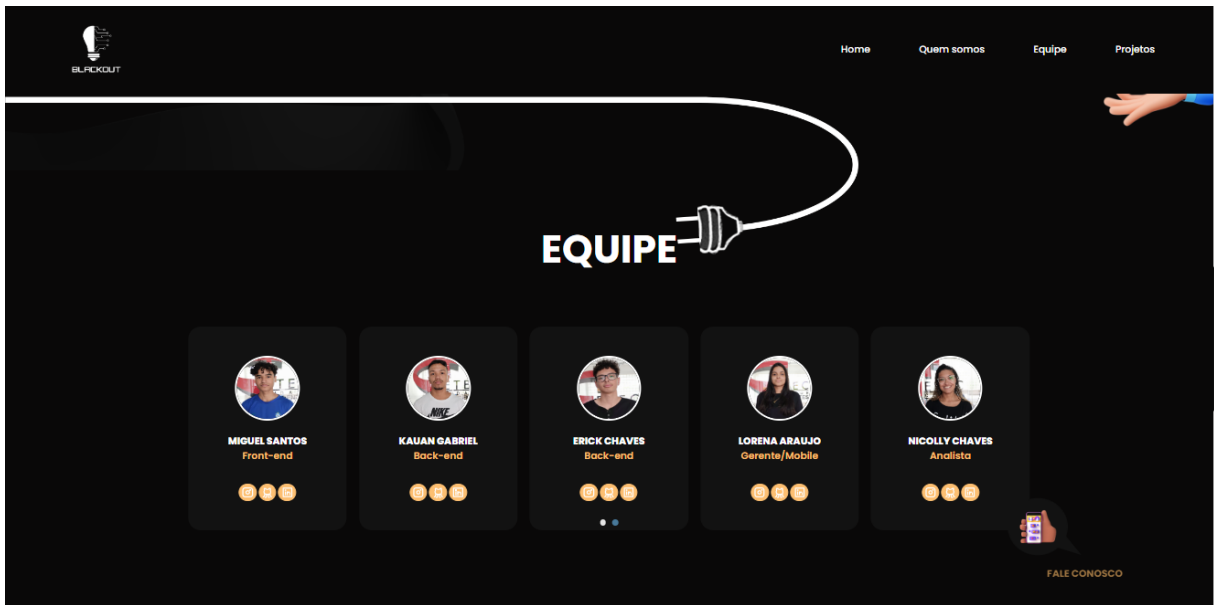 BLACKOUT
Home
Quem somos
Equipe
Projetos
EQUIPE
NIKE
MIGUEL SANTOS
Front-end
KAUAN GABRIEL
Back-end
ERICK CHAVES
Back-end
LORENA ARAUJO
Gerente/Mobile
NICOLLY CHAVES
Analista
FALE CONOSCO